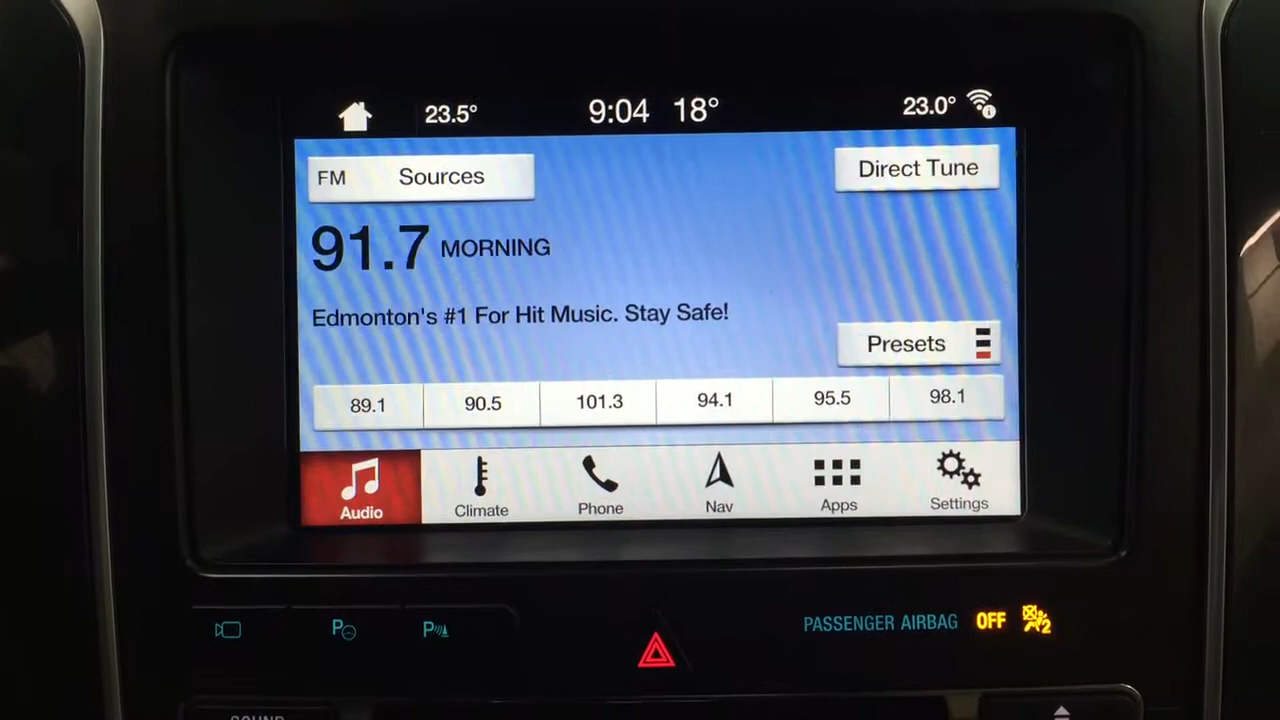 23.5° 9:04 18° 23.0°
FM Sources Direct Tune
91.7 MORNING
Edmonton's #1 For Hit Music. Stay Safe!
Presets
89.1 90.5 101.3 94.1 95.5 98.1
Audio Climate Phone Nav Apps Settings
P P PASSENGER AIRBAG OFF 2
SOUND